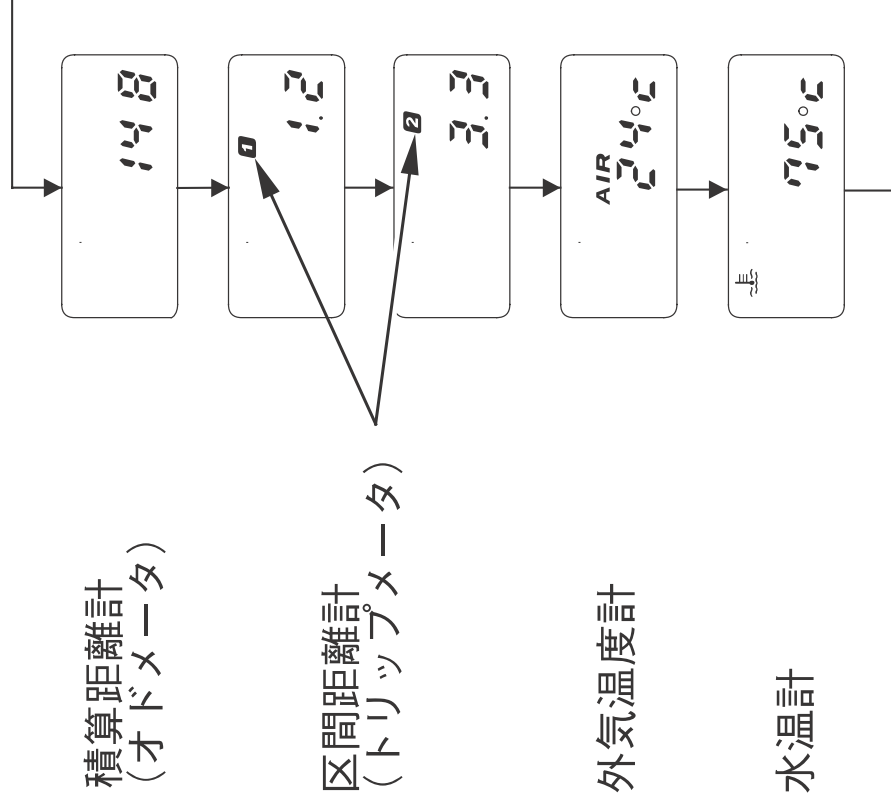 積算距離計
(オドメータ)
148
区間距離計
(トリップメータ)
1
1.2
2
3.3
外気温度計
AIR
24°c
水温計
75°c